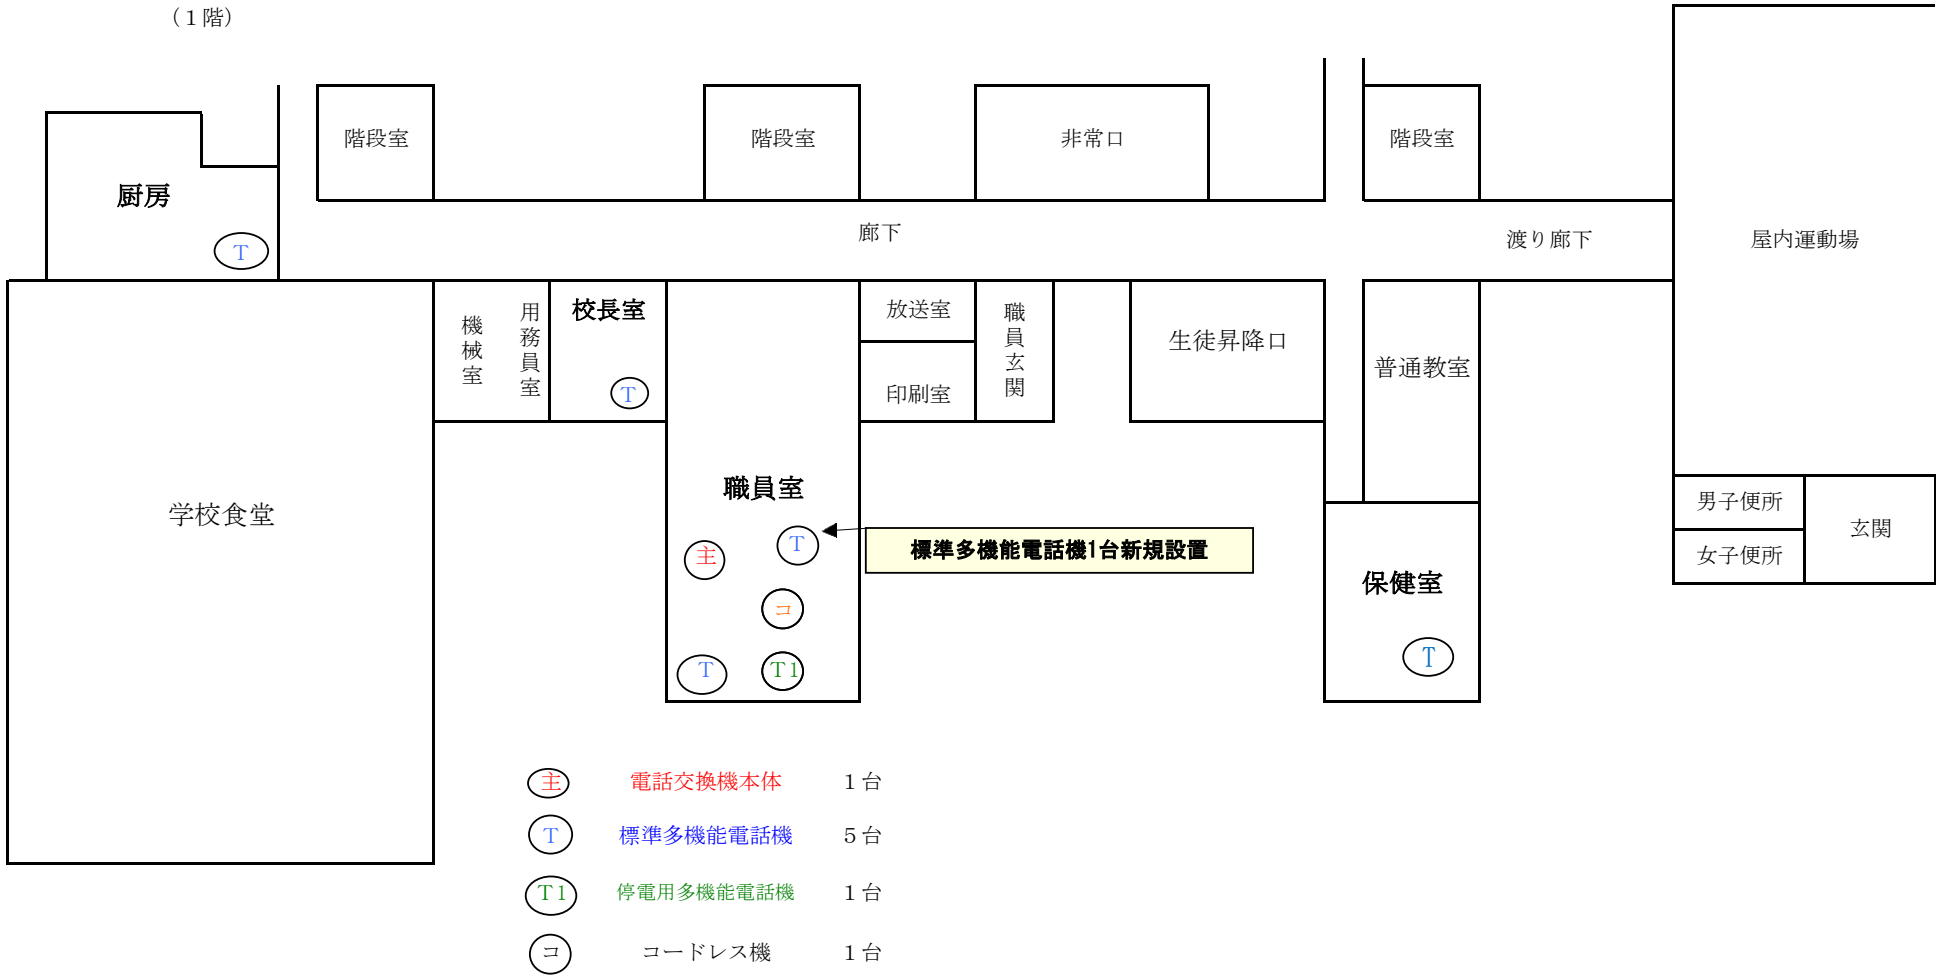 （１階）
階段室
階段室
非常口
階段室
厨房
T
廊下
渡り廊下
屋内運動場
機械室
用務員室
校長室
T
放送室
印刷室
職員玄関
生徒昇降口
普通教室
学校食堂
職員室
主
T
標準多機能電話機1台新規設置
コ
T
T1
保健室
T
男子便所
女子便所
玄関
主 電話交換機本体 １台
T 標準多機能電話機 ５台
T1 停電用多機能電話機 １台
コ コードレス機 １台